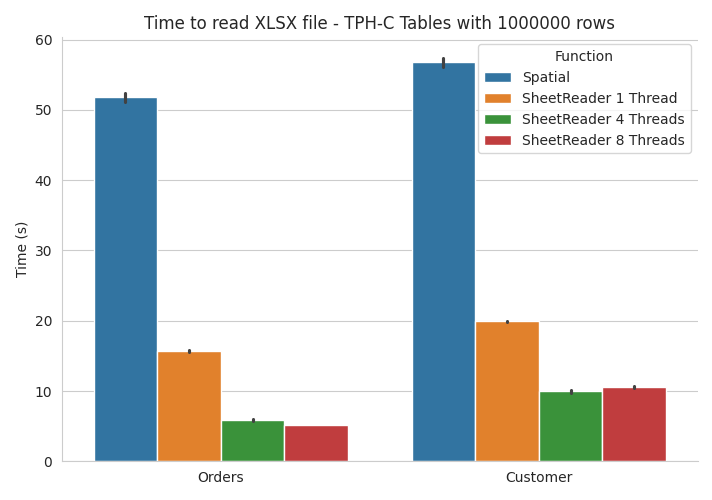 Time to read XLSX file - TPH-C Tables with 1000000 rows
Function
Spatial
SheetReader 1 Thread
SheetReader 4 Threads
SheetReader 8 Threads
Time (s)
60
50
40
30
20
10
0
Orders
Customer